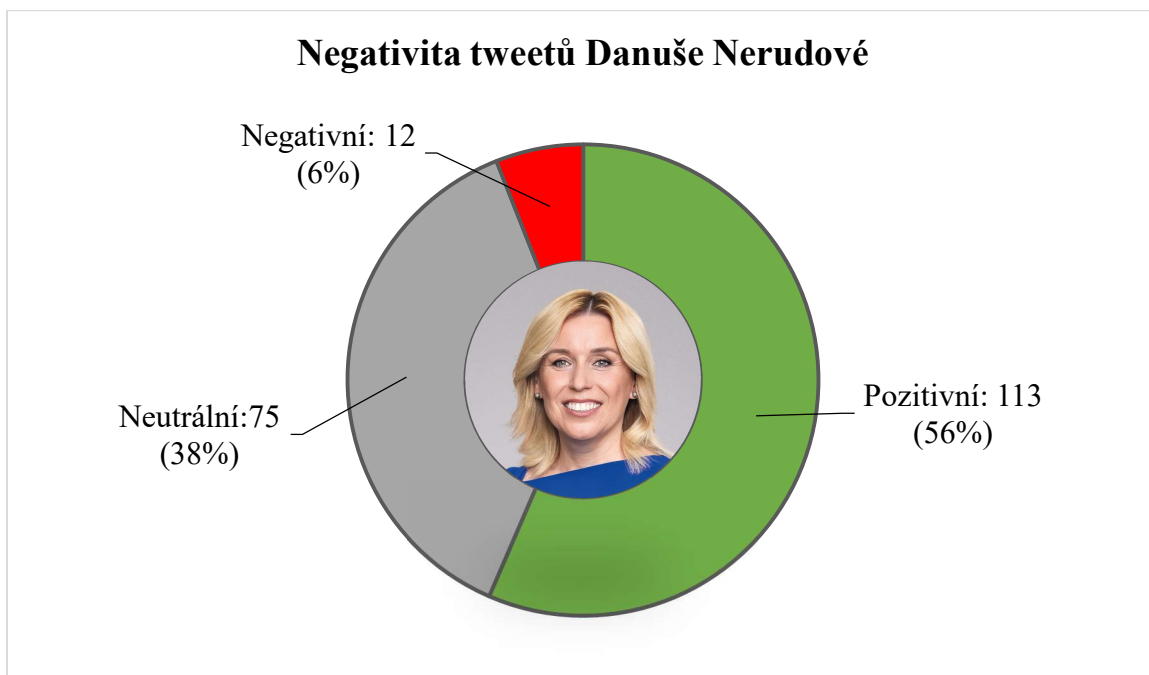 Negativita tweetů Danuše Nerudové
Negativní: 12
(6%)
Neutrální:75
(38%)
Pozitivní: 113
(56%)